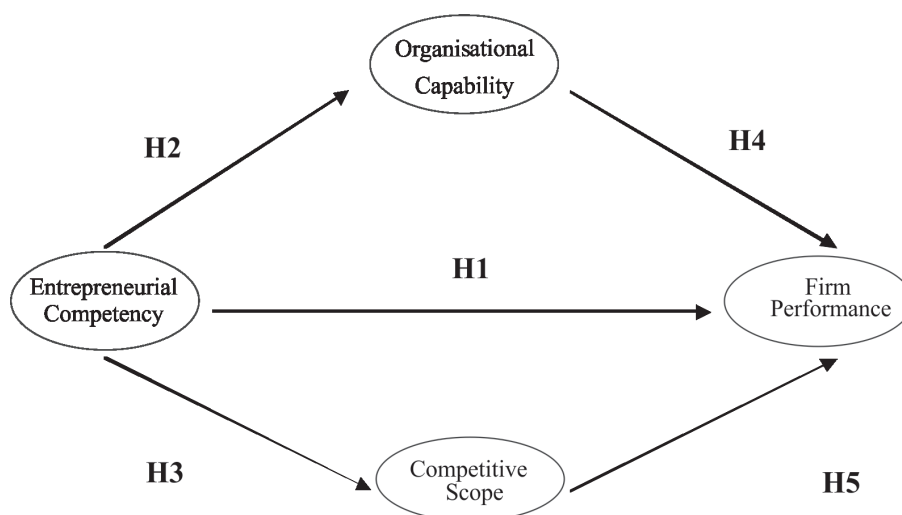 Organisational
Capability
H2
H4
H1
Entrepreneurial
Competency
Firm
Performance
H3
Competitive
Scope
H5